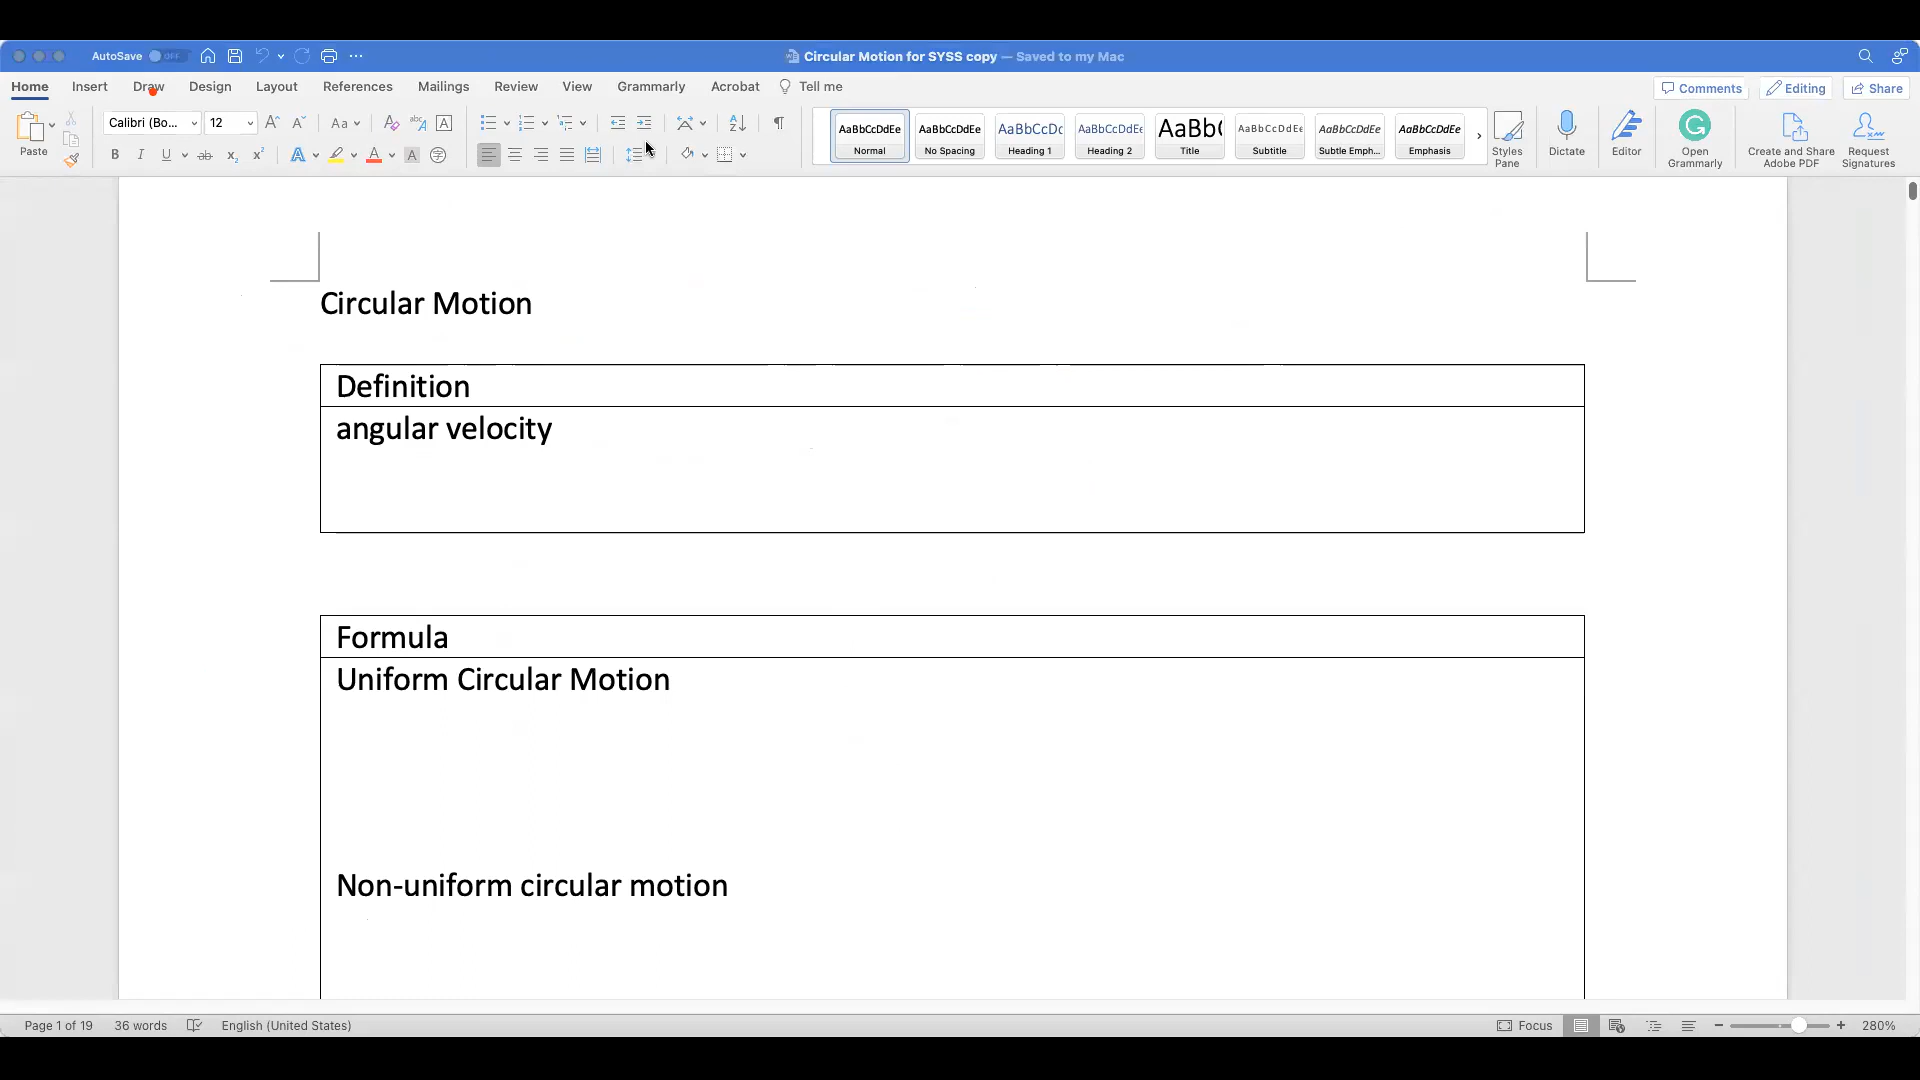 AutoSave OFF Circular Motion for SYSS copy — Saved to my Mac
Home Insert Draw Design Layout References Mailings Review View Grammarly Acrobat Tell me Comments Editing Share
Paste Calibri (Bo... 12 Aa
AaBbCcDdEe AaBbCcDdEe AaBbCcDc AaBbCcDdEe AaBb( AaBbCcDdEe AaBbCcDdEe AaBbCcDdEe
Normal No Spacing Heading 1 Heading 2 Title Subtitle Subtle Emph... Emphasis
Styles Pane
Dictate
Editor
Open Grammarly
Create and Share Adobe PDF
Request Signatures
Circular Motion
Definition
angular velocity
Formula
Uniform Circular Motion
Non-uniform circular motion
Page 1 of 19 36 words English (United States) Focus 280%